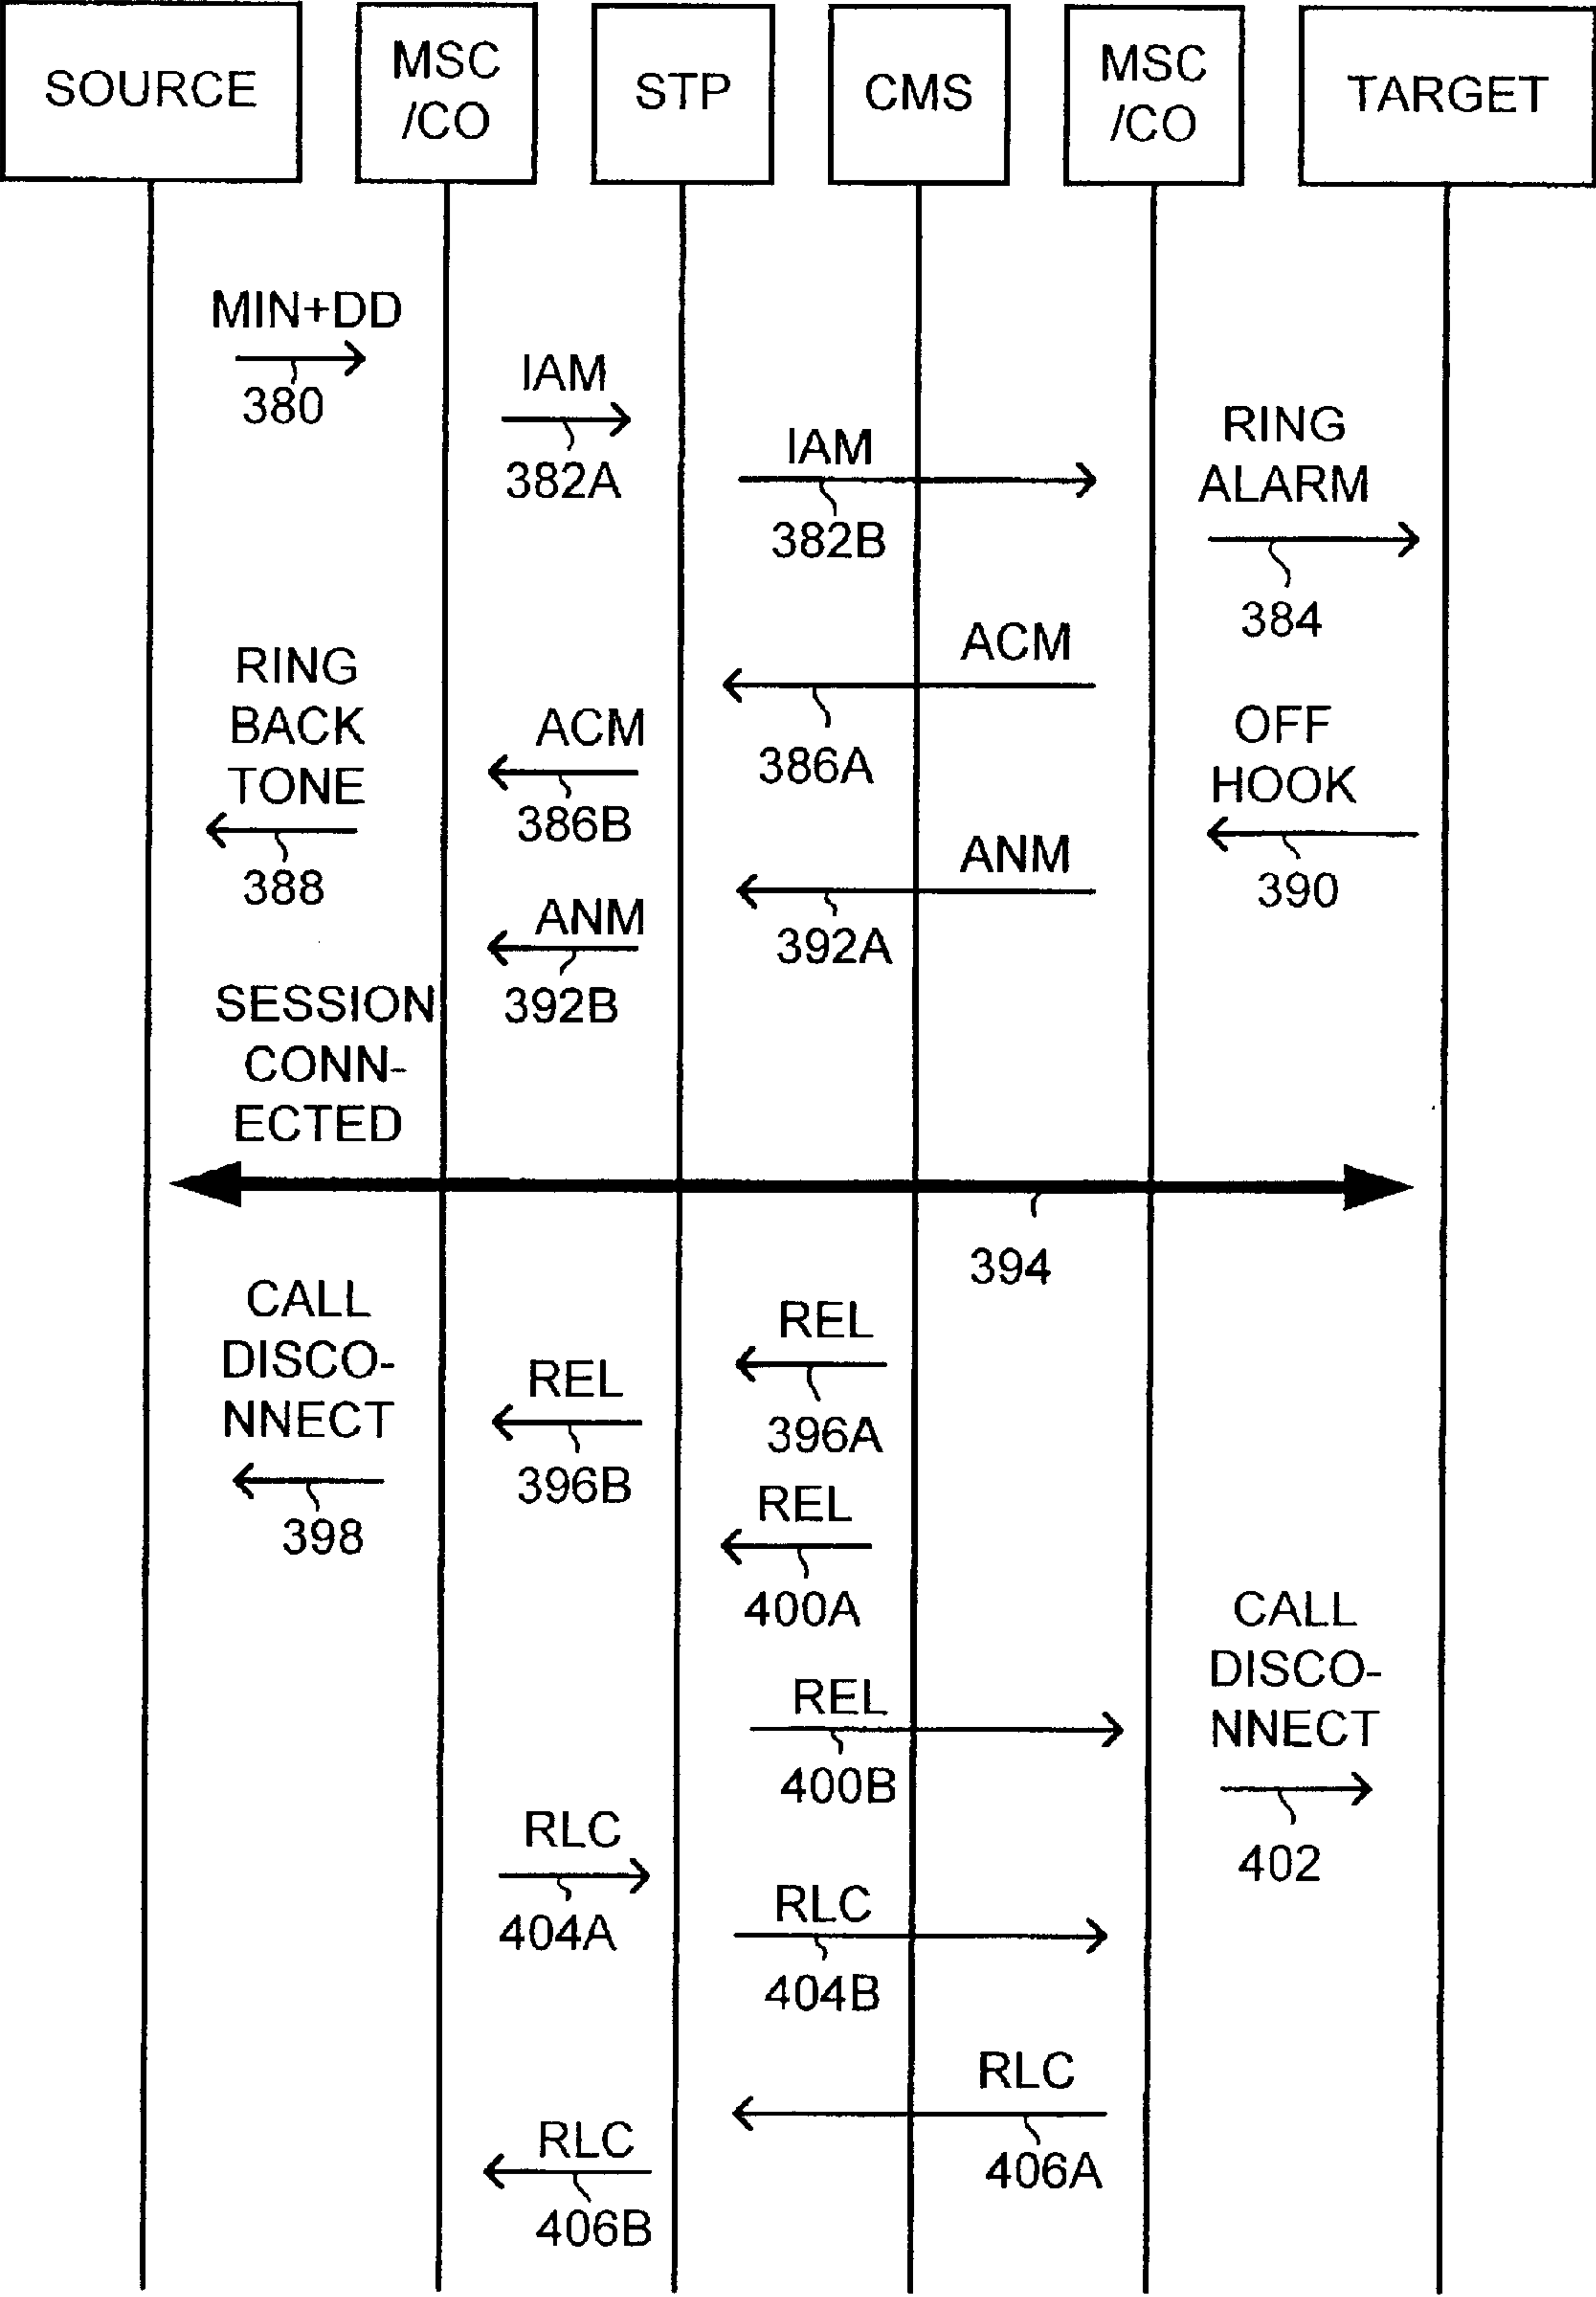 SOURCE
MSC
/CO
STP
CMS
MSC
/CO
TARGET
MIN+DD
380
IAM
382A
IAM
382B
RING
ALARM
384
ACM
386A
RING
BACK
TONE
388
ACM
386B
OFF
HOOK
390
ANM
392A
ANM
392B
SESSION
CONN-
ECTED
394
REL
396A
CALL
DISCO-
NNECT
398
REL
396B
REL
400A
REL
400B
CALL
DISCO-
NNECT
402
RLC
404A
RLC
404B
RLC
406A
RLC
406B